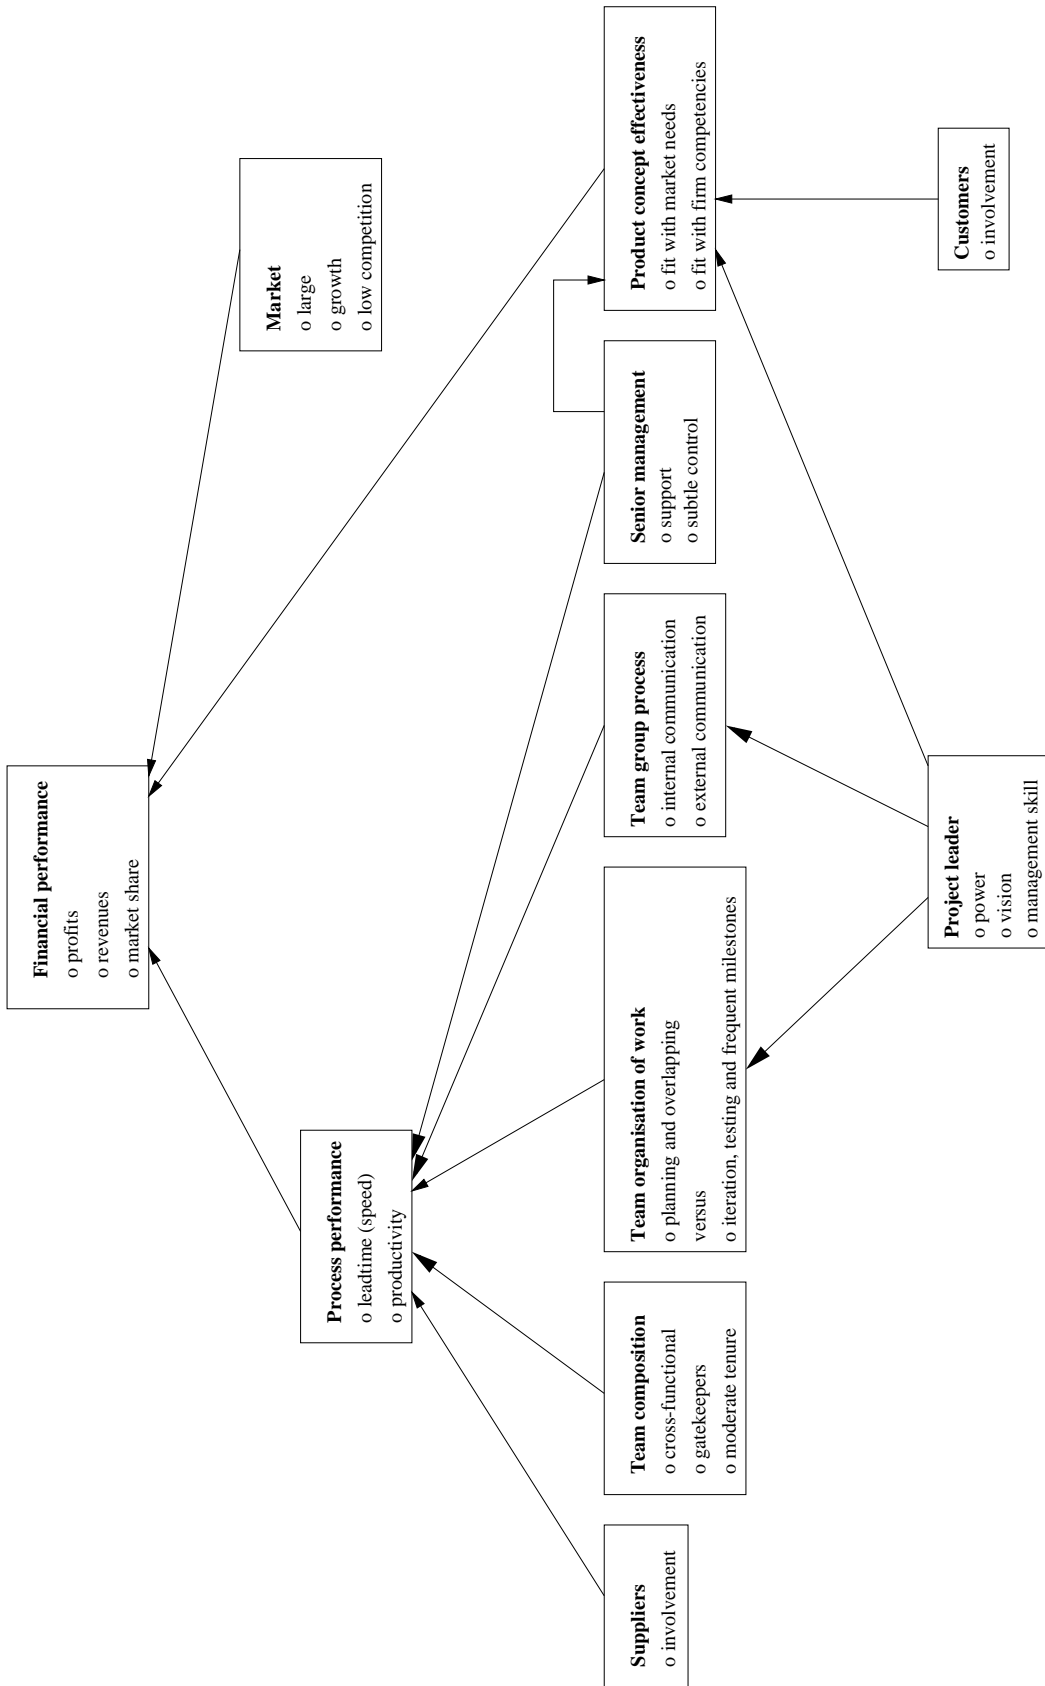 Financial performance
o profits
o revenues
o market share
Market
o large
o growth
o low competition
Process performance
o leadtime (speed)
o productivity
Suppliers
o involvement
Team composition
o cross-functional
o gatekeepers
o moderate tenure
Team organisation of work
o planning and overlapping
versus
o iteration, testing and frequent milestones
Team group process
o internal communication
o external communication
Senior management
o support
o subtle control
Product concept effectiveness
o fit with market needs
o fit with firm competencies
Project leader
o power
o vision
o management skill
Customers
o involvement